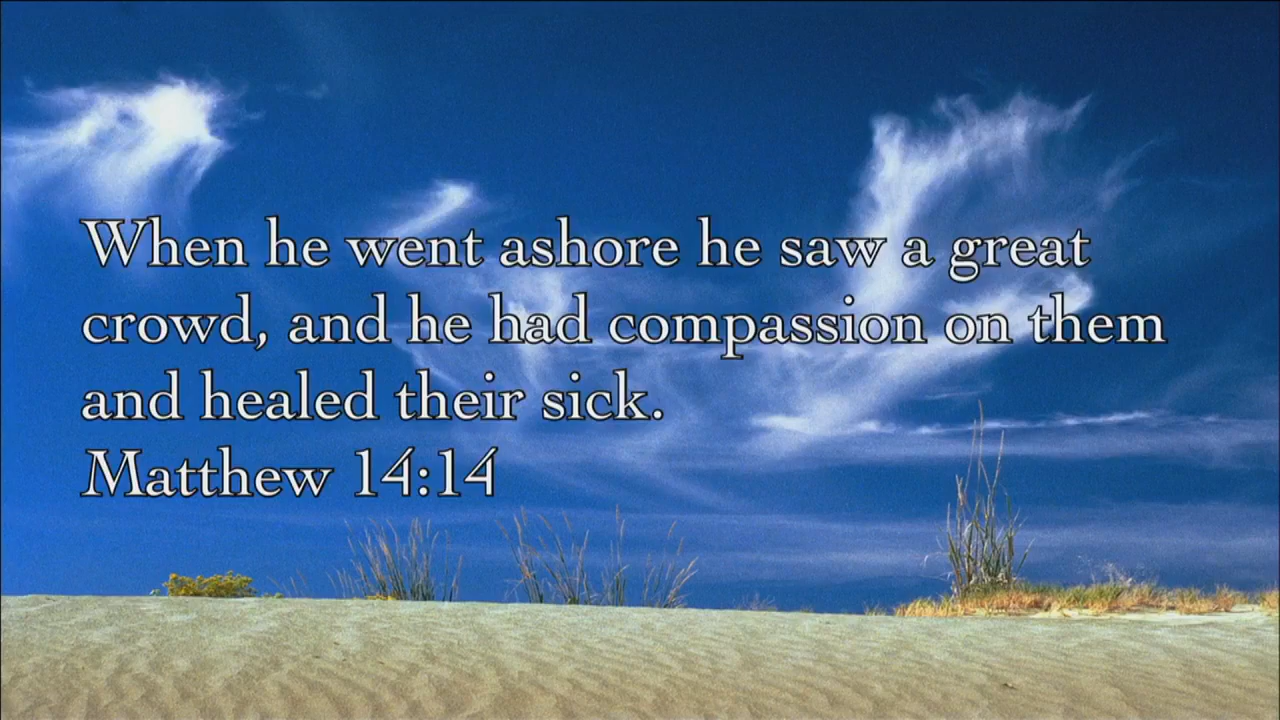 When he went ashore he saw a great
crowd, and he had compassion on them
and healed their sick.
Matthew 14:14